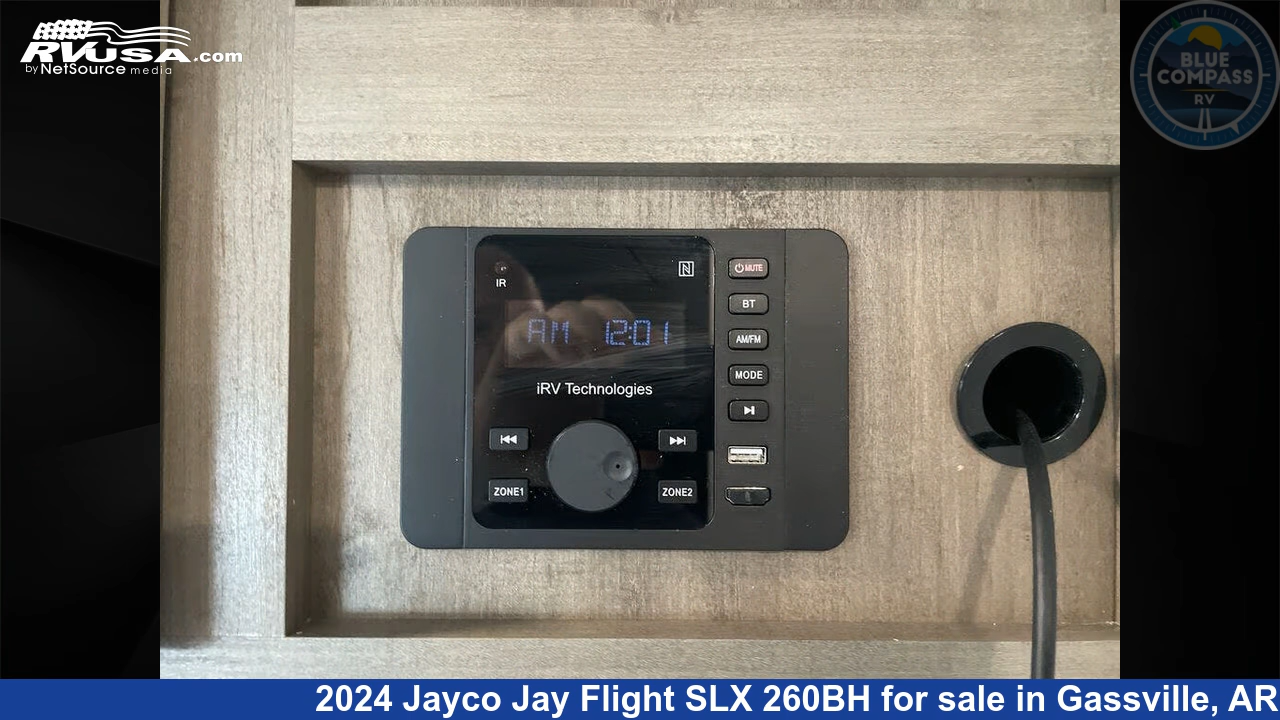 RVUSA.com
by NetSource media
BLUE
COMPASS
RV
IR
N
MUTE
BT
AM 12:01
AM/FM
iRV Technologies
MODE
ZONE1
ZONE2
2024 Jayco Jay Flight SLX 260BH for sale in Gassville, AR